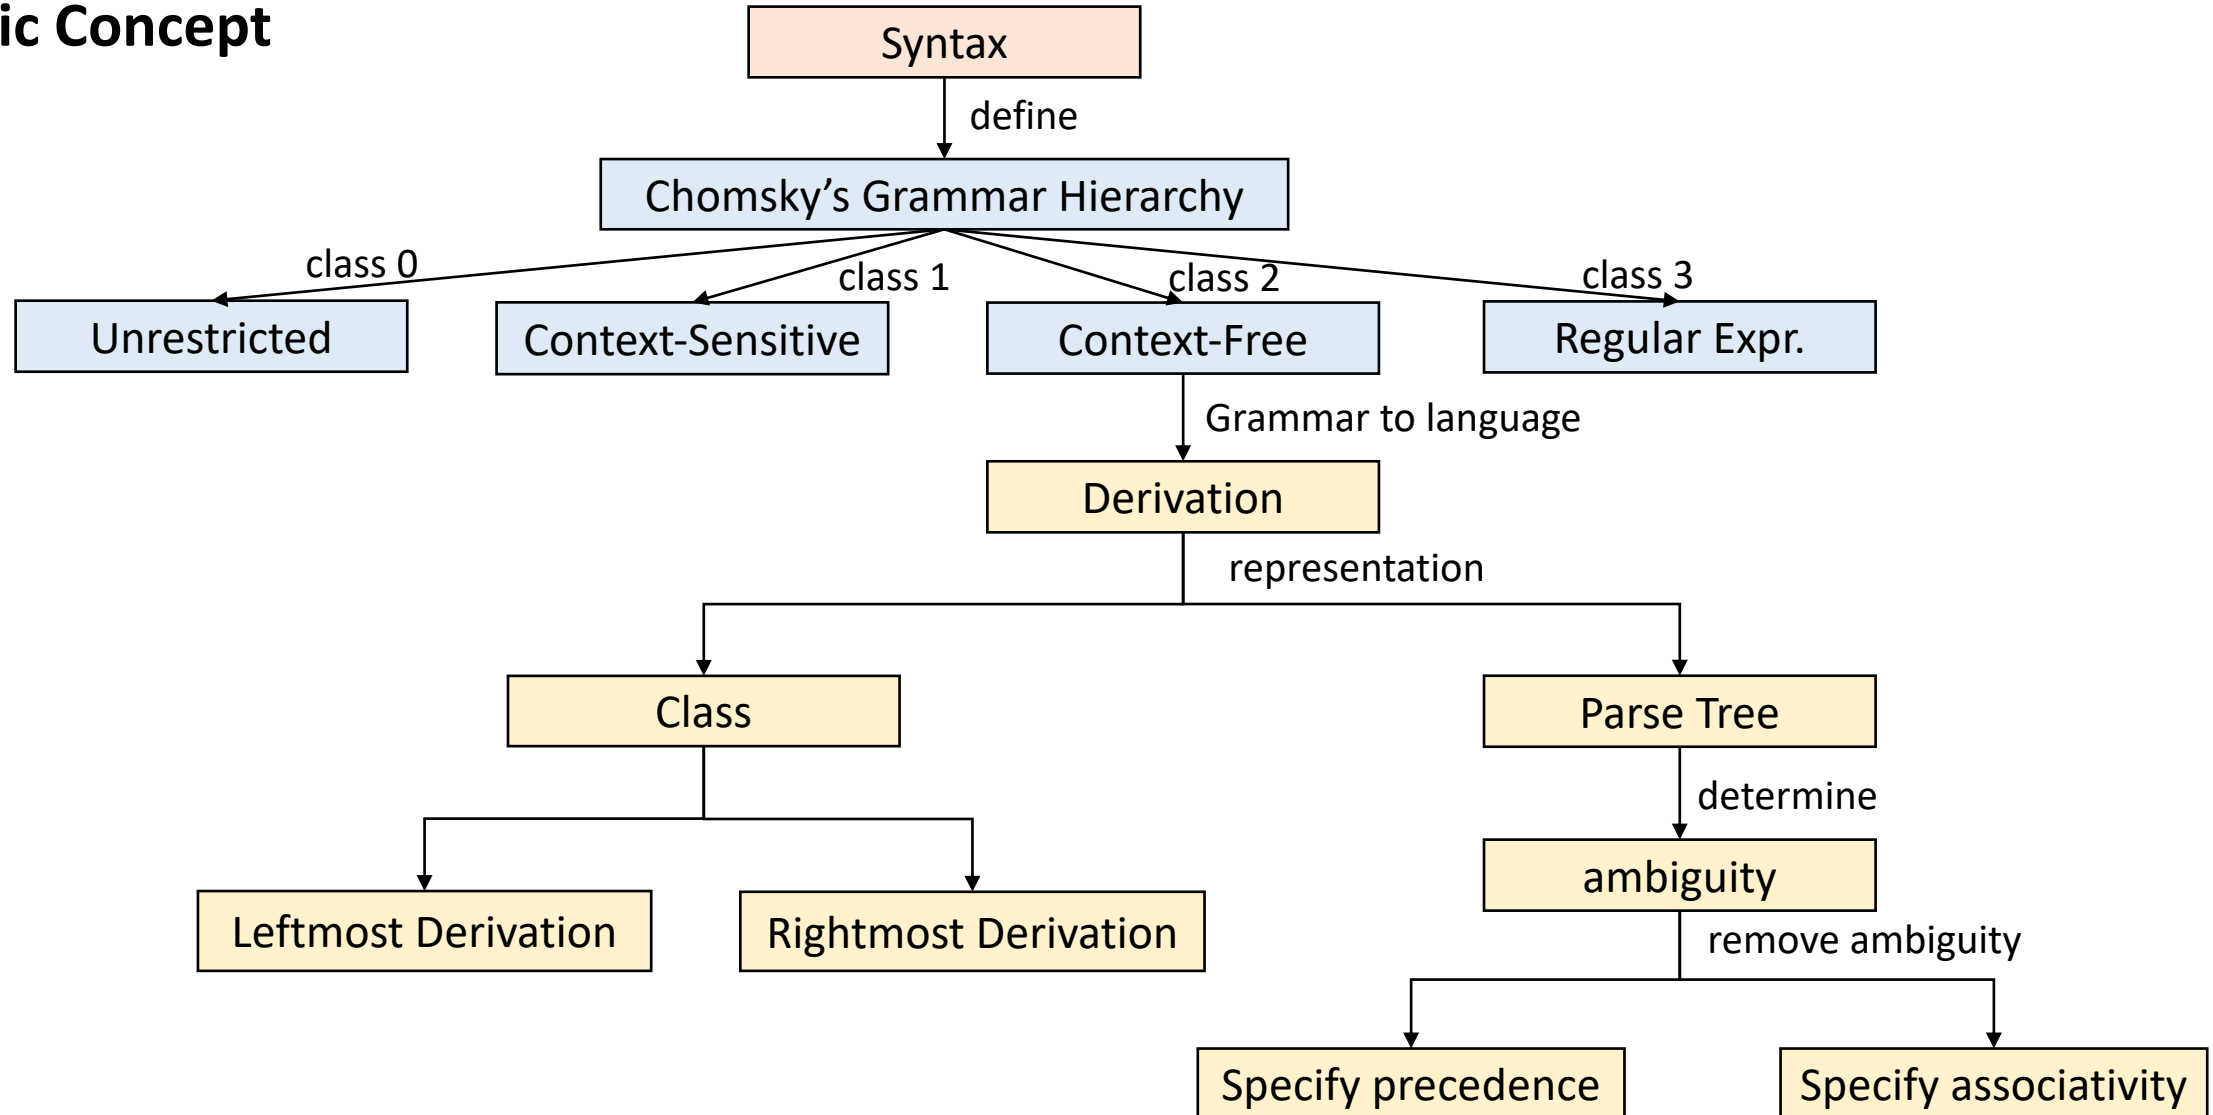 ic Concept
Syntax
define
Chomsky’s Grammar Hierarchy
class 0
class 1
class 2
class 3
Unrestricted
Context-Sensitive
Context-Free
Regular Expr.
Grammar to language
Derivation
representation
Class
Parse Tree
determine
ambiguity
Leftmost Derivation
Rightmost Derivation
remove ambiguity
Specify precedence
Specify associativity